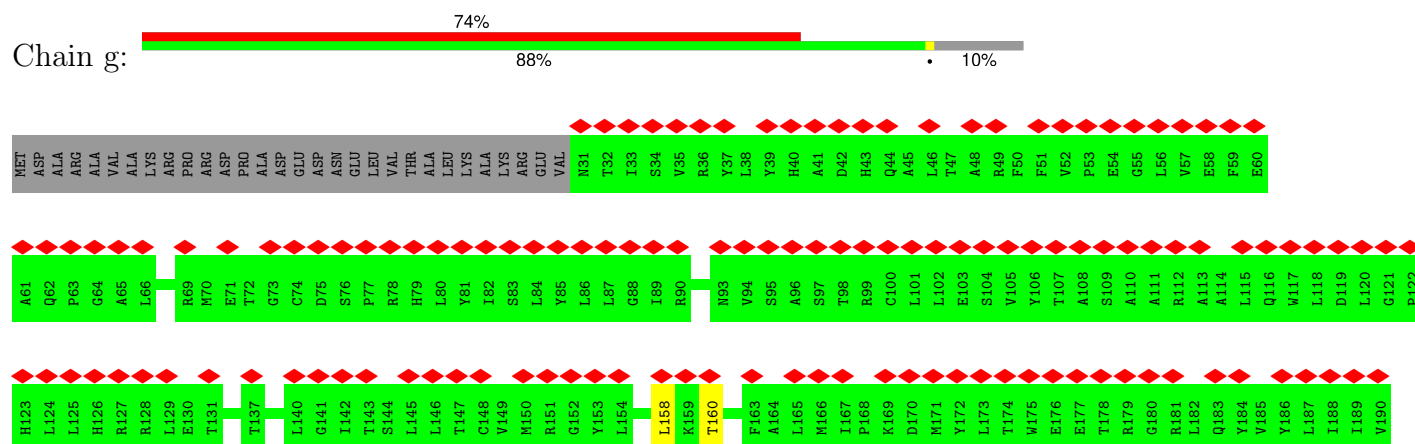 74%
Chain g:
88%
•
10%
MET ASP ALA ARG ALA VAL ALA LYS ARG PRO ARG ASP PRO ALA ASP GLU ASP ASN GLU LEU VAL THR ALA LEU LYS ALA LYS ARG GLU VAL N31 T32 I33 S34 V35 R36 Y37 L38 Y39 H40 A41 D42 H43 Q44 A45 L46 T47 A48 R49 F50 F51 V52 P53 E54 G55 L56 V57 E58 F59 E60
A61 Q62 P63 G64 A65 L66 R69 M70 E71 T72 G73 C74 D75 S76 P77 R78 H79 L80 Y81 I82 S83 L84 Y85 L86 L87 G88 I89 R90 N93 V94 S95 A96 S97 T98 R99 C100 L101 L102 E103 S104 V105 Y106 T107 A108 S109 A110 A111 R112 A113 A114 L115 Q116 W117 L118 D119 L120 G121 P122
H123 L124 L125 H126 R127 R128 L129 E130 T131 T137 L140 G141 I142 T143 S144 L145 L146 T147 C148 V149 M150 R151 G152 Y153 L154 L158 K159 T160 F163 A164 L165 M166 I167 P168 K169 D170 M171 Y172 L173 T174 W175 E176 E177 T178 R179 G180 R181 L182 Q183 Y184 V185 Y186 L187 I188 I189 V190